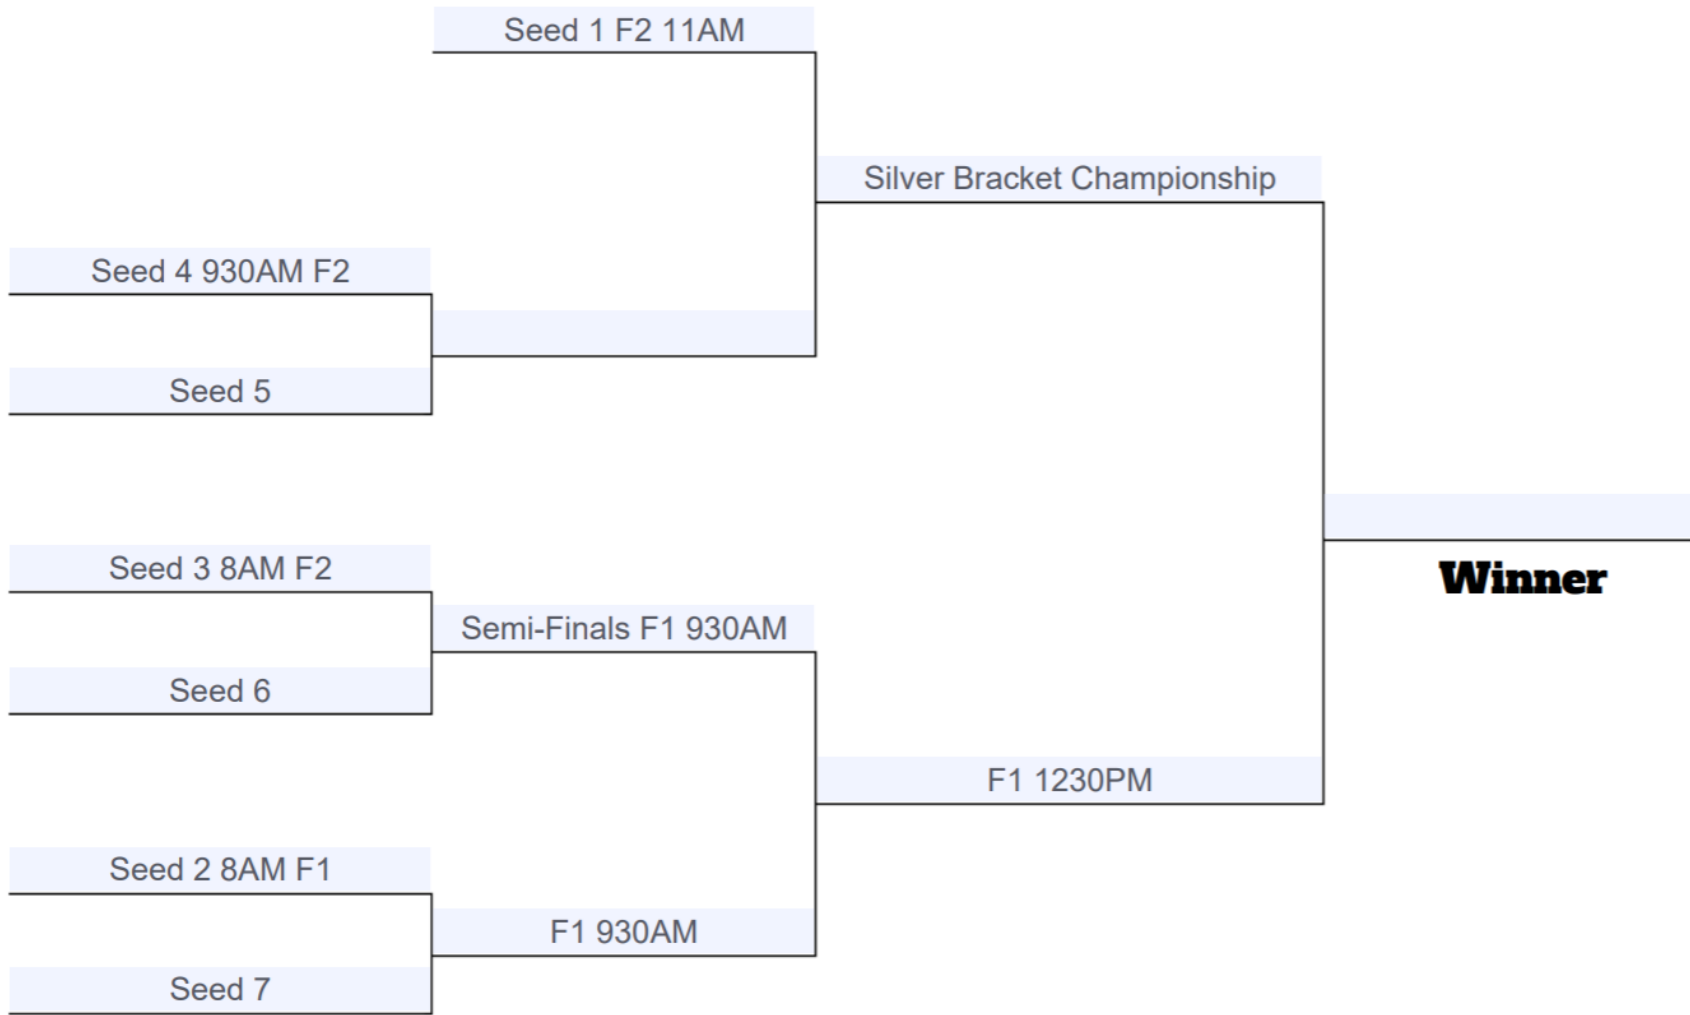 Seed 1 F2 11AM
Silver Bracket Championship
Seed 4 930AM F2
Seed 5
Winner
Seed 3 8AM F2
Semi-Finals F1 930AM
Seed 6
F1 1230PM
Seed 2 8AM F1
F1 930AM
Seed 7